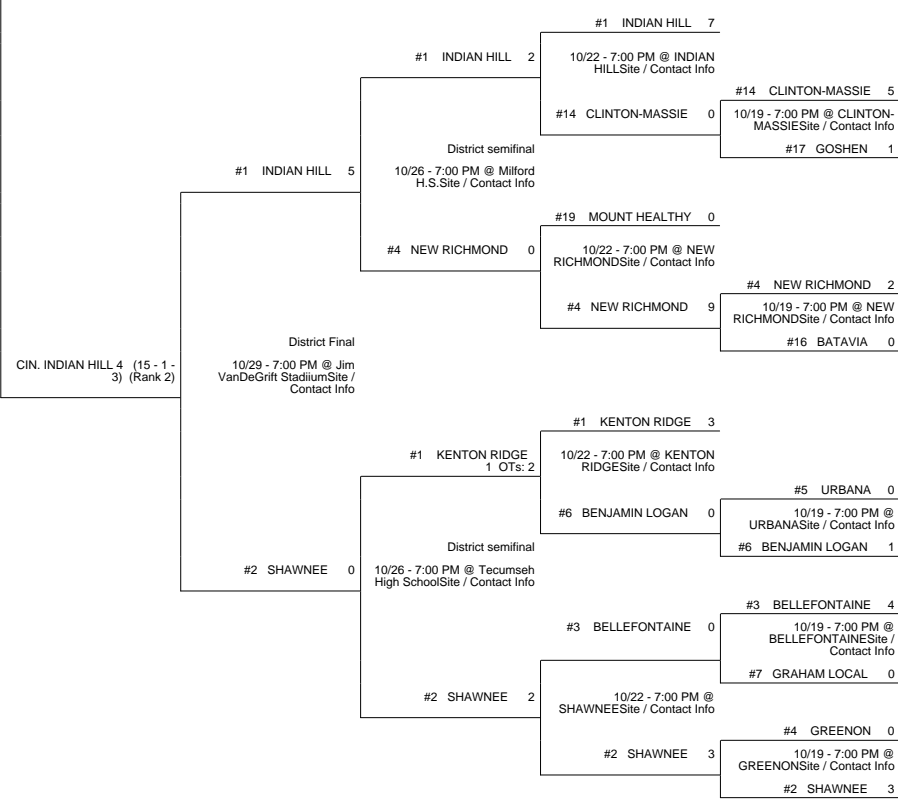 #1 INDIAN HILL 7
#1 INDIAN HILL 2
10/22 - 7:00 PM @ INDIAN
HILLSite / Contact Info
#14 CLINTON-MASSIE 5
#14 CLINTON-MASSIE 0
10/19 - 7:00 PM @ CLINTON-
MASSIESite / Contact Info
#17 GOSHEN 1
District semifinal
10/26 - 7:00 PM @ Milford
H.S.Site / Contact Info
#1 INDIAN HILL 5
#19 MOUNT HEALTHY 0
#4 NEW RICHMOND 0
10/22 - 7:00 PM @ NEW
RICHMONDSite / Contact Info
#4 NEW RICHMOND 2
#4 NEW RICHMOND 9
10/19 - 7:00 PM @ NEW
RICHMONDSite / Contact Info
#16 BATAVIA 0
District Final
CIN. INDIAN HILL 4 (15 - 1 -
3) (Rank 2)
10/29 - 7:00 PM @ Jim
VanDeGrift StadiiumSite /
Contact Info
#1 KENTON RIDGE 3
#1 KENTON RIDGE
1 OTs: 2
10/22 - 7:00 PM @ KENTON
RIDGESite / Contact Info
#5 URBANA 0
#6 BENJAMIN LOGAN 0
10/19 - 7:00 PM @
URBANASite / Contact Info
#6 BENJAMIN LOGAN 1
District semifinal
#2 SHAWNEE 0
10/26 - 7:00 PM @ Tecumseh
High SchoolSite / Contact Info
#3 BELLEFONTAINE 4
#3 BELLEFONTAINE 0
10/19 - 7:00 PM @
BELLEFONTAINESite /
Contact Info
#7 GRAHAM LOCAL 0
#2 SHAWNEE 2
10/22 - 7:00 PM @
SHAWNEESite / Contact Info
#4 GREENON 0
#2 SHAWNEE 3
10/19 - 7:00 PM @
GREENONSite / Contact Info
#2 SHAWNEE 3